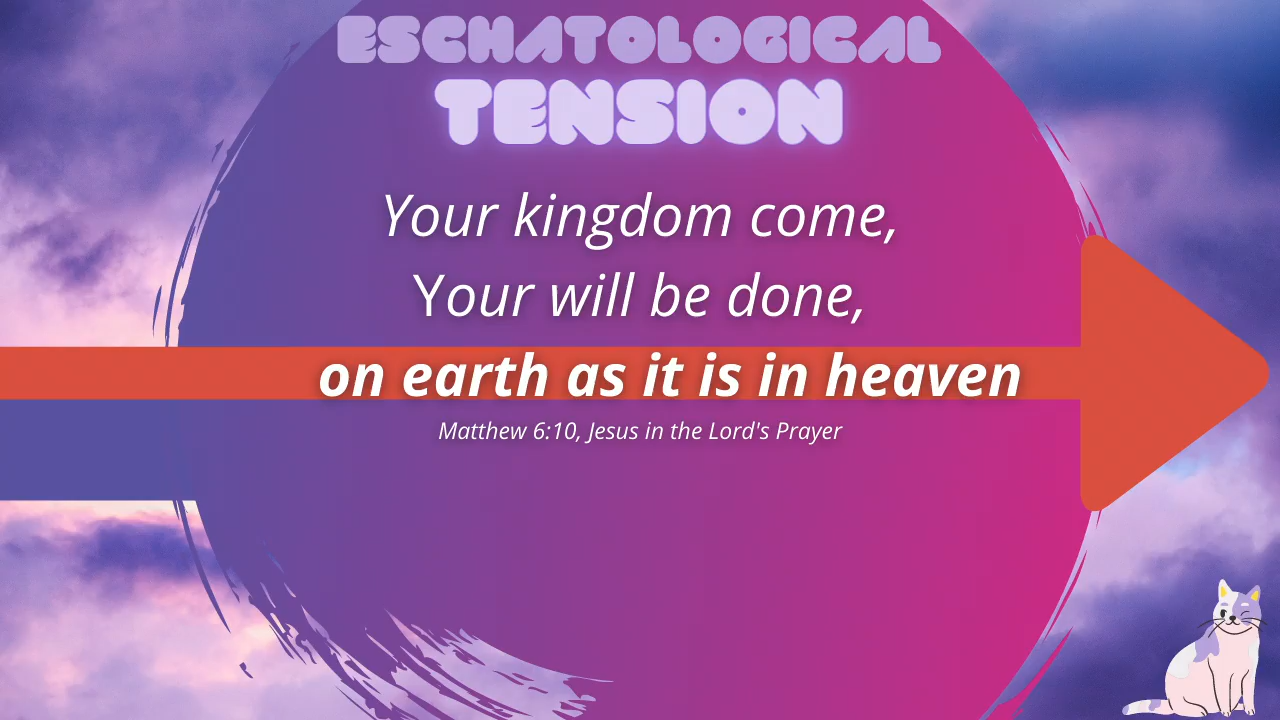 ESCHATOLOGICAL
TENSION
Your kingdom come,
Your will be done,
on earth as it is in heaven
Matthew 6:10, Jesus in the Lord's Prayer